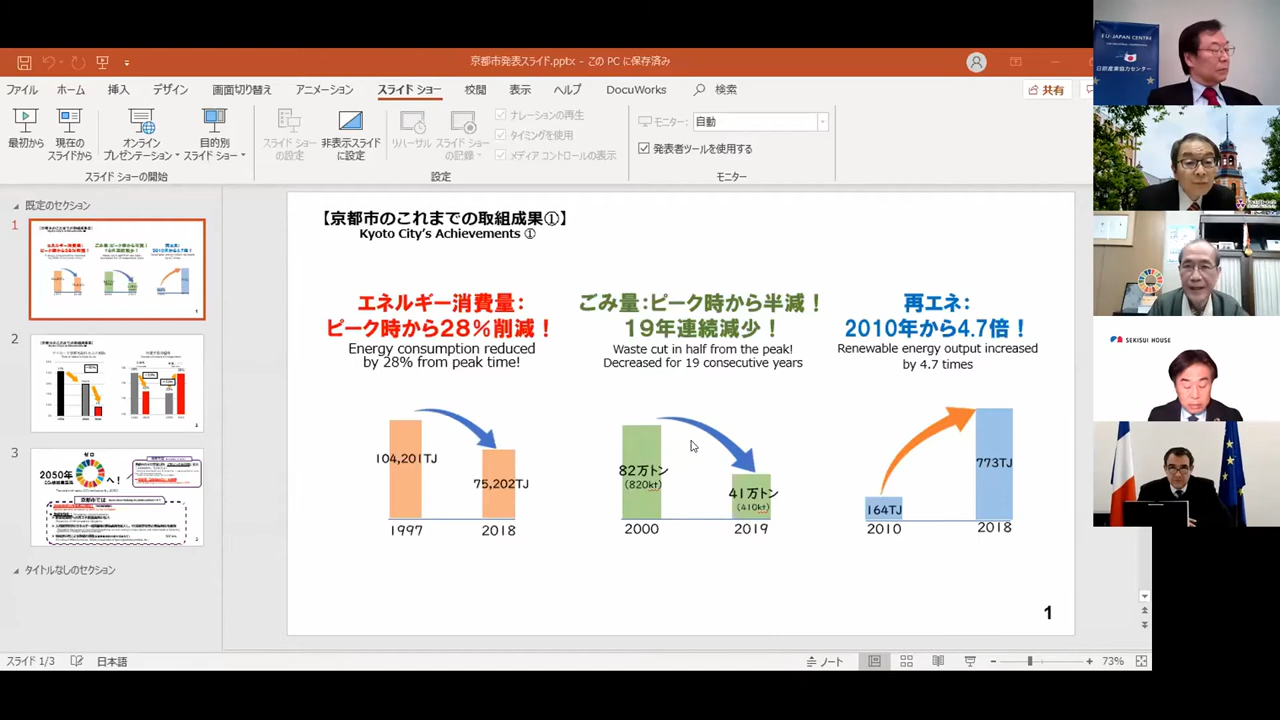 京都市発表スライド.pptx - この PC に保存済み
ファイル ホーム 挿入 デザイン 画面切り替え アニメーション スライド ショー 校閲 表示 ヘルプ DocuWorks 検索 共有
最初から
現在の
スライドから
オンライン
プレゼンテーション
目的別
スライド ショー
スライド ショーの開始
スライド ショー
の設定
非表示スライド
に設定
リハーサル
スライド ショー
の記録
ナレーションの再生
タイミングを使用
メディア コントロールの表示
設定
モニター: 自動
発表者ツールを使用する
モニター
既定のセクション
1
2
3
2050年
ゼロ
へ!
タイトルなしのセクション
【京都市のこれまでの取組成果①】
Kyoto City's Achievements ①
エネルギー消費量:
ピーク時から28%削減!
Energy consumption reduced
by 28% from peak time!
104,201TJ
75,202TJ
1997 2018
ごみ量:ピーク時から半減!
19年連続減少!
Waste cut in half from the peak!
Decreased for 19 consecutive years
82万トン
(820kt)
41万トン
(410kt)
2000 2019
再エネ:
2010年から4.7倍!
Renewable energy output increased
by 4.7 times
164TJ
773TJ
2010 2018
1
スライド 1/3 日本語 ノート 73%
EU-JAPAN CENTRE
日欧産業協力センター
SEKISUI HOUSE